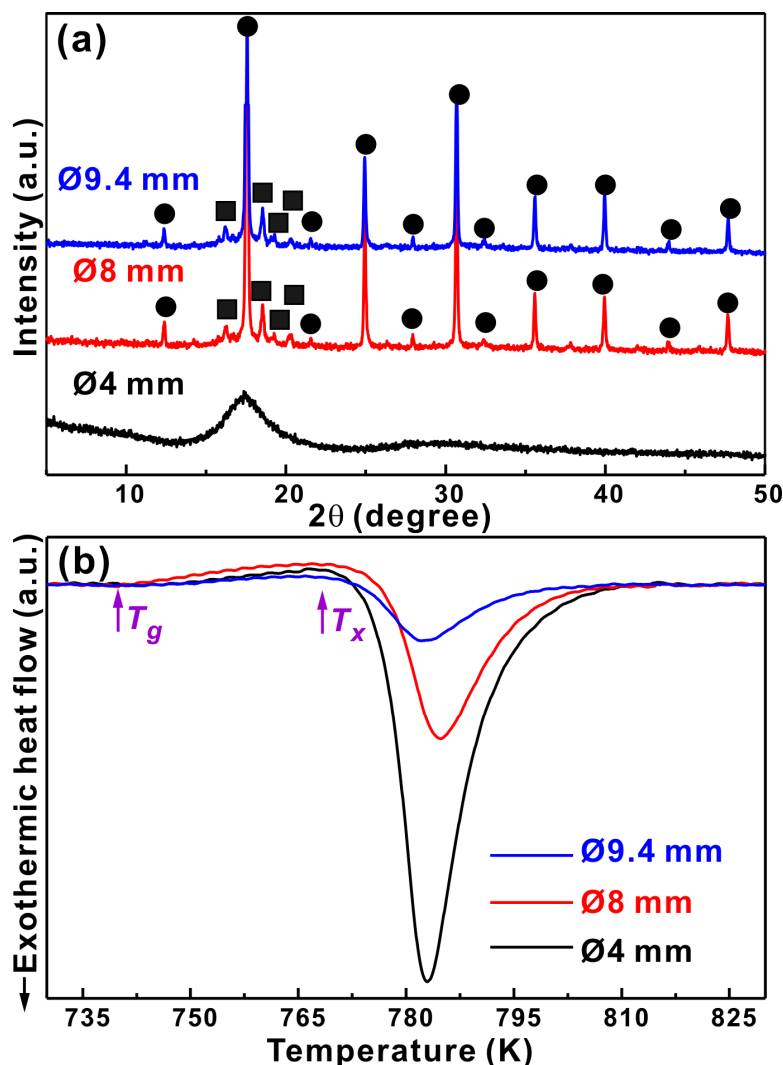 (a)
Intensity (a.u.)
Ø9.4 mm
Ø8 mm
Ø4 mm
10 20 30 40 50
2θ (degree)
(b)
Exothermic heat flow (a.u.)
Tg
Tx
Ø9.4 mm
Ø8 mm
Ø4 mm
735 750 765 780 795 810 825
Temperature (K)